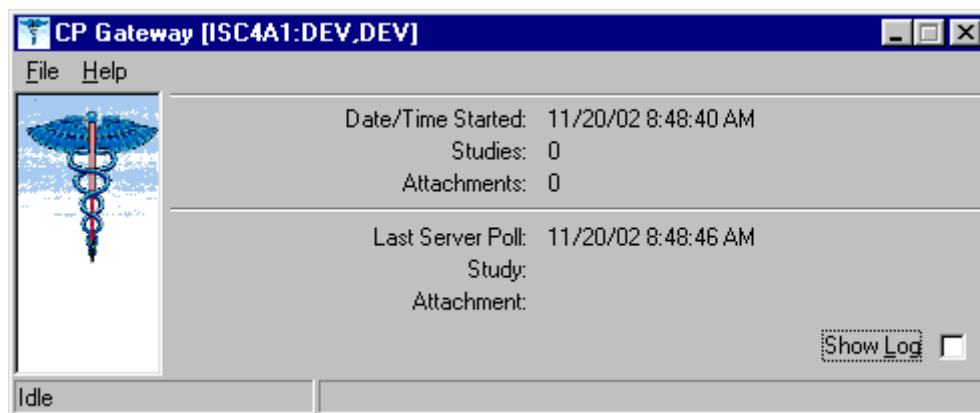 CP Gateway [ISC4A1:DEV,DEV]
File Help
Date/Time Started: 11/20/02 8:48:40 AM
Studies: 0
Attachments: 0
Last Server Poll: 11/20/02 8:48:46 AM
Study:
Attachment:
Show Log
Idle